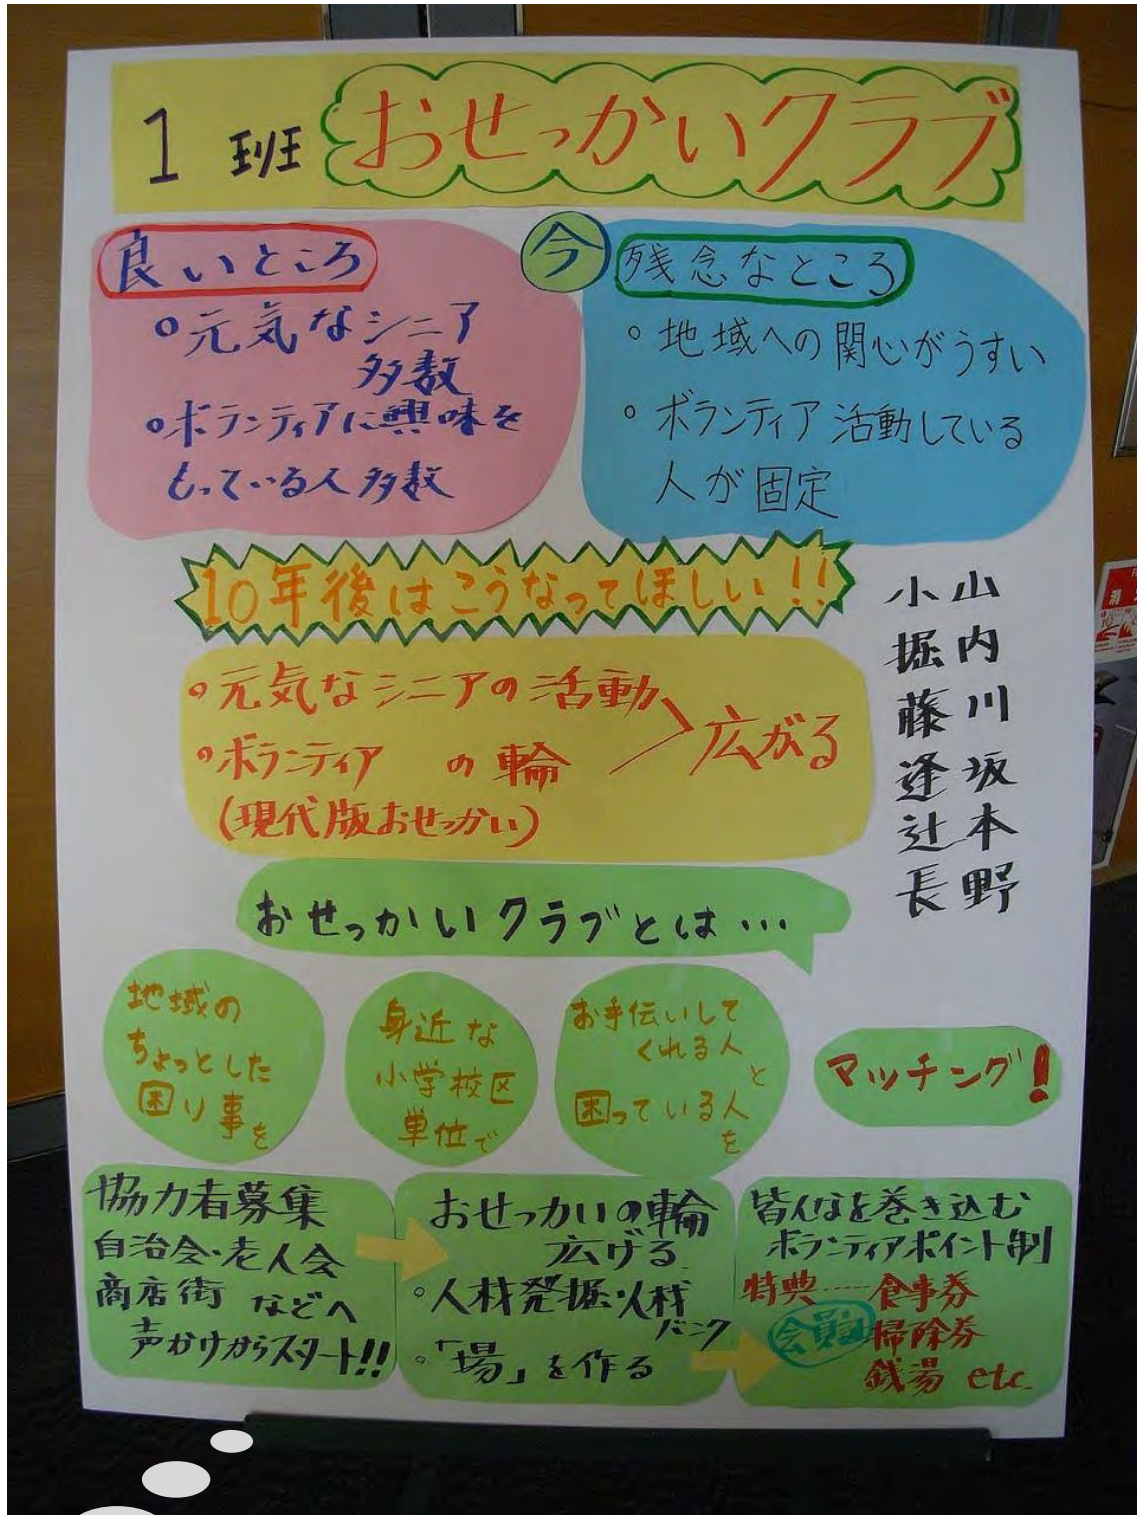 1 班 おせっかいクラブ
今
良いところ
○元気なシニア
多数
○ボランティアに興味を
もっている人多数
残念なところ
○地域への関心がうすい
○ボランティア活動している
人が固定
10年後はこうなってほしい!!
○元気なシニアの活動
○ボランティア の輪
広がる
(現代版おせっかい)
小山
堀内
藤川
逢坂
辻本
長野
おせっかいクラブとは…
地域の
ちょっとした
困り事を
身近な
小学校区
単位で
お手伝いして
くれる人
と
困っている人
を
マッチング!
協力者募集
自治会・老人会
商店街 などへ
声かけからスタート!!
おせっかいの輪
広げる
○人材発掘・人材
バンク
○「場」を作る
皆んなを巻き込む
ボランティアポイント制
特典……食事券
掃除券
銭湯 etc